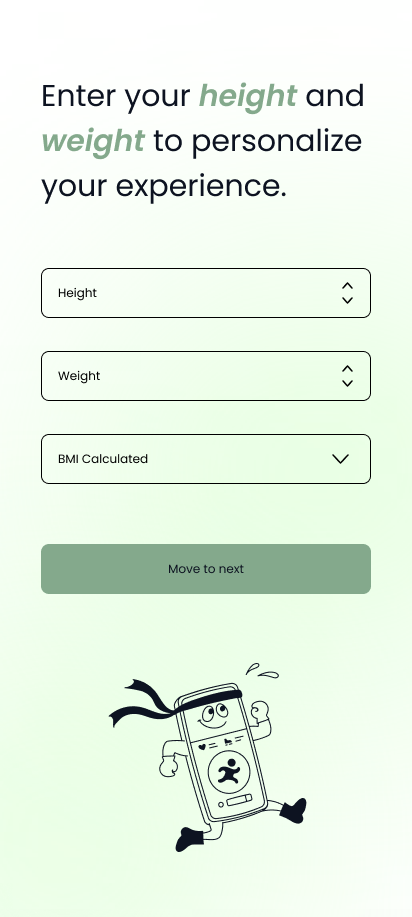 Enter your height and
weight to personalize
your experience.
Height
Weight
BMI Calculated
Move to next